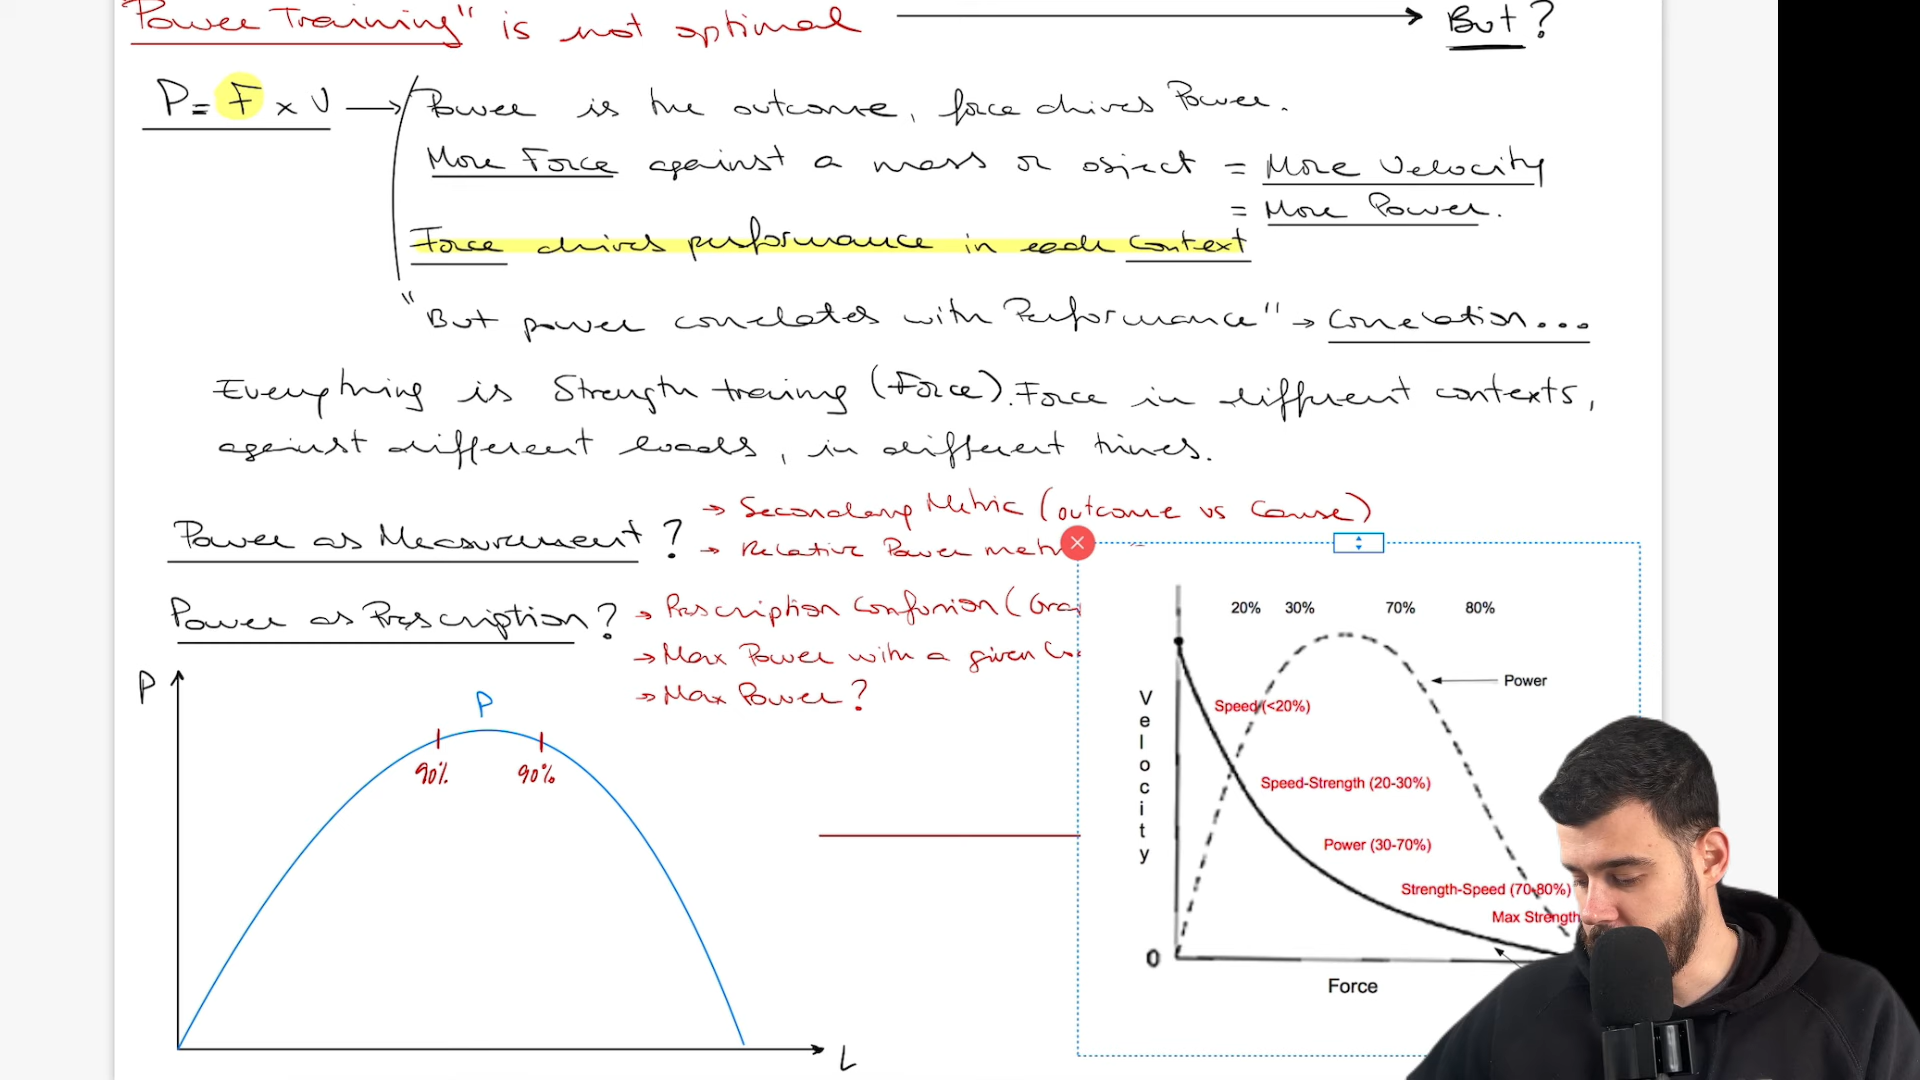 Power Training" is not optimal → But?
P = F x V → Power is the outcome, force drives Power.
More Force against a mass or object = More Velocity
= More Power.
Force drives performance in each context
"But power correlates with Performance" → Correlation...
Everything is Strength training (Force). Force in different contexts,
against different loads, in different times.
Power as Measurement?
→ Secondary Metric (outcome vs Cause)
→ Relative Power
Power as Prescription?
→ Prescription Confusion (
→ Max Power with a given
→ Max Power?
P
P
90%
90%
L
20% 30% 70% 80%
Power
Velocity
Speed (<20%)
Speed-Strength (20-30%)
Power (30-70%)
Strength-Speed (70-80%)
Max Strength
0
Force